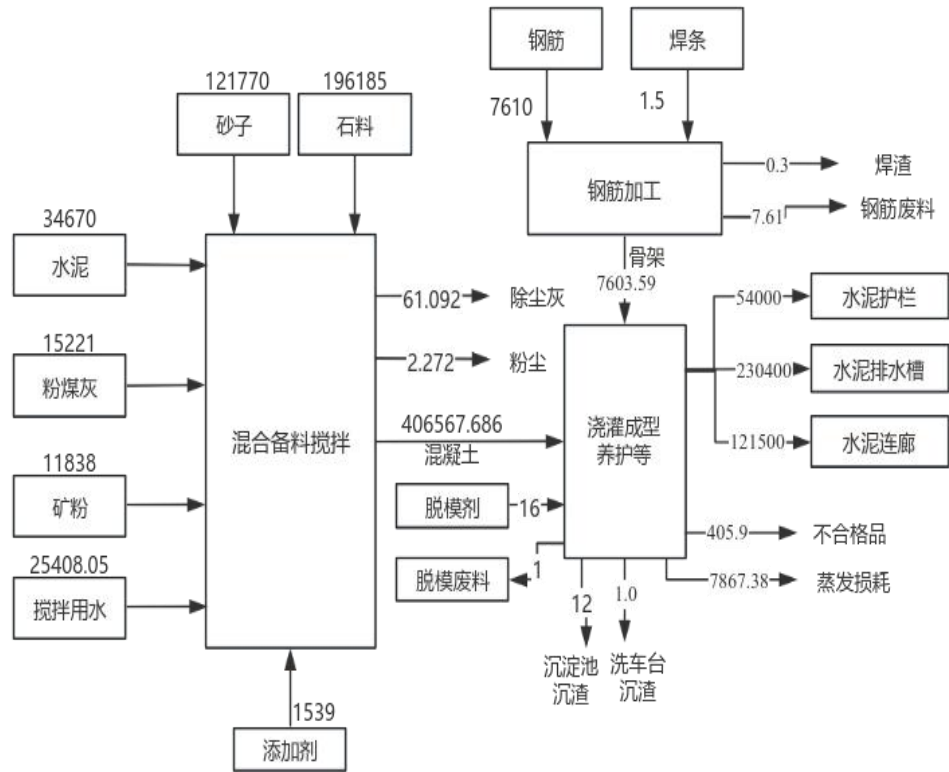 钢筋
焊条
121770
196185
7610
1.5
砂子
石料
钢筋加工
0.3
焊渣
7.61
钢筋废料
34670
水泥
骨架
7603.59
61.092
除尘灰
54000
水泥护栏
15221
粉煤灰
2.272
粉尘
230400
水泥排水槽
混合备料搅拌
406567.686
混凝土
浇灌成型
养护等
121500
水泥连廊
11838
矿粉
脱模剂
16
405.9
不合格品
25408.05
搅拌用水
脱模废料
1
7867.38
蒸发损耗
12
1.0
沉淀池
沉渣
洗车台
沉渣
1539
添加剂